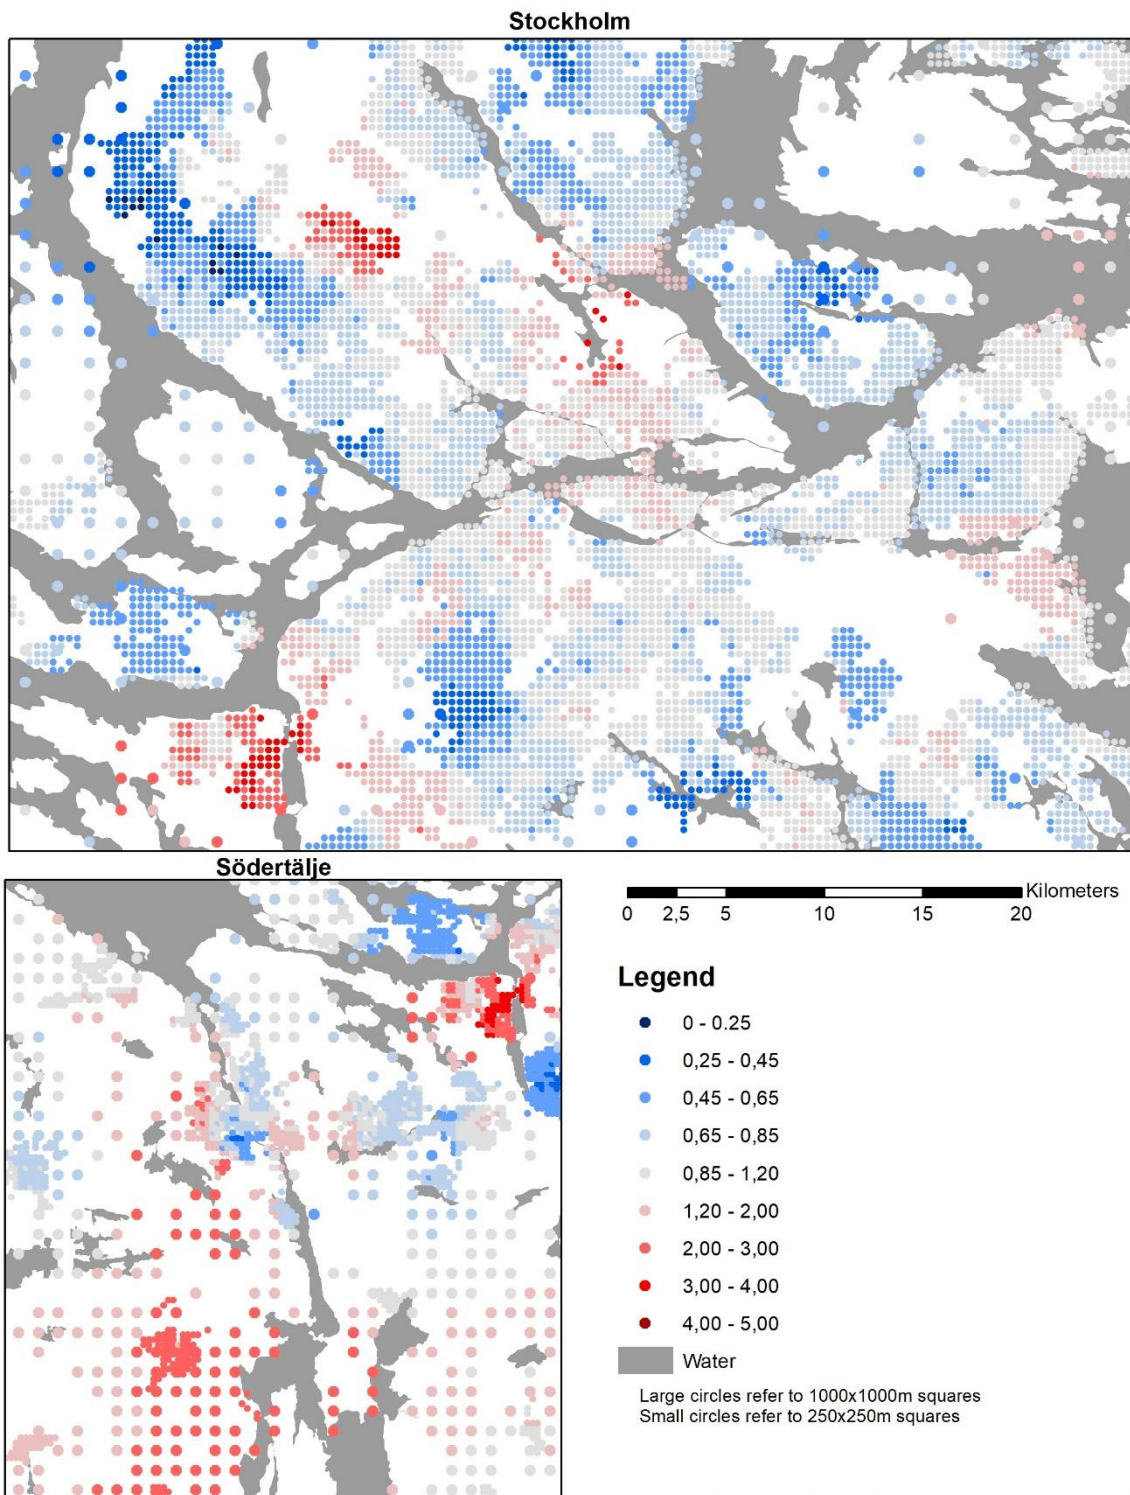 Stockholm
Södertälje
Kilometers
0 2,5 5 10 15 20
Legend
0 - 0.25
0,25 - 0,45
0,45 - 0,65
0,65 - 0,85
0,85 - 1,20
1,20 - 2,00
2,00 - 3,00
3,00 - 4,00
4,00 - 5,00
Water
Large circles refer to 1000x1000m squares
Small circles refer to 250x250m squares